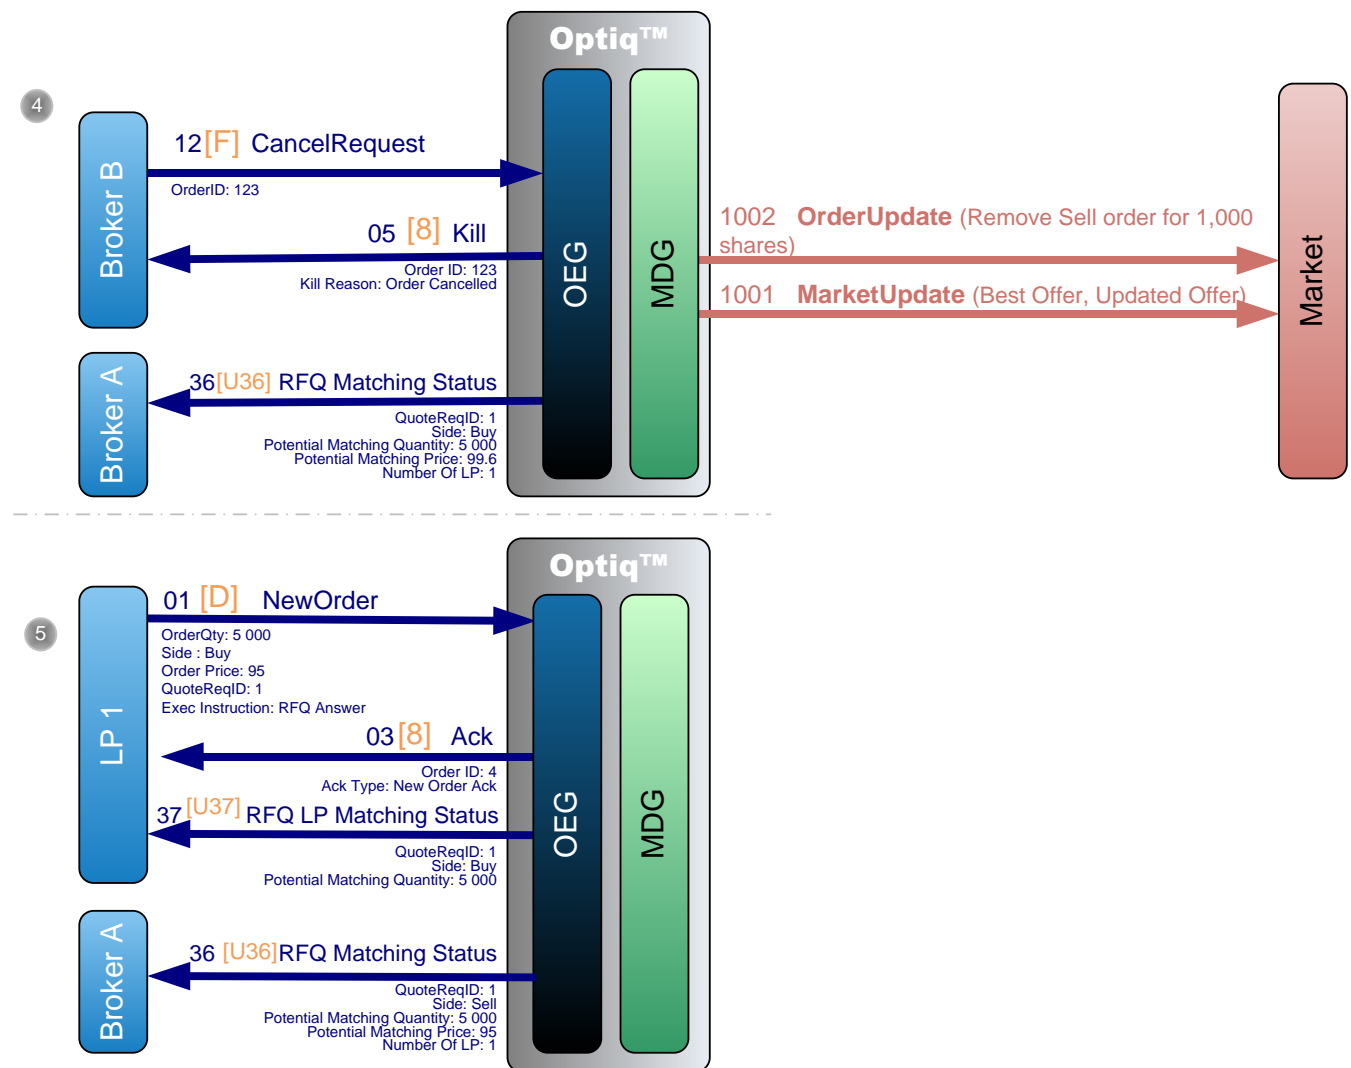 Optiq™
4
Broker B
12[F] CancelRequest
OrderID: 123
05 [8] Kill
Order ID: 123
Kill Reason: Order Cancelled
OEG
MDG
1002 OrderUpdate (Remove Sell order for 1,000
shares)
1001 MarketUpdate (Best Offer, Updated Offer)
Market
Broker A
36[U36] RFQ Matching Status
QuoteReqID: 1
Side: Buy
Potential Matching Quantity: 5 000
Potential Matching Price: 99.6
Number Of LP: 1
Optiq™
5
LP 1
01 [D] NewOrder
OrderQty: 5 000
Side : Buy
Order Price: 95
QuoteReqID: 1
Exec Instruction: RFQ Answer
03[8] Ack
Order ID: 4
Ack Type: New Order Ack
37[U37] RFQ LP Matching Status
QuoteReqID: 1
Side: Buy
Potential Matching Quantity: 5 000
OEG
MDG
Broker A
36 [U36]RFQ Matching Status
QuoteReqID: 1
Side: Sell
Potential Matching Quantity: 5 000
Potential Matching Price: 95
Number Of LP: 1